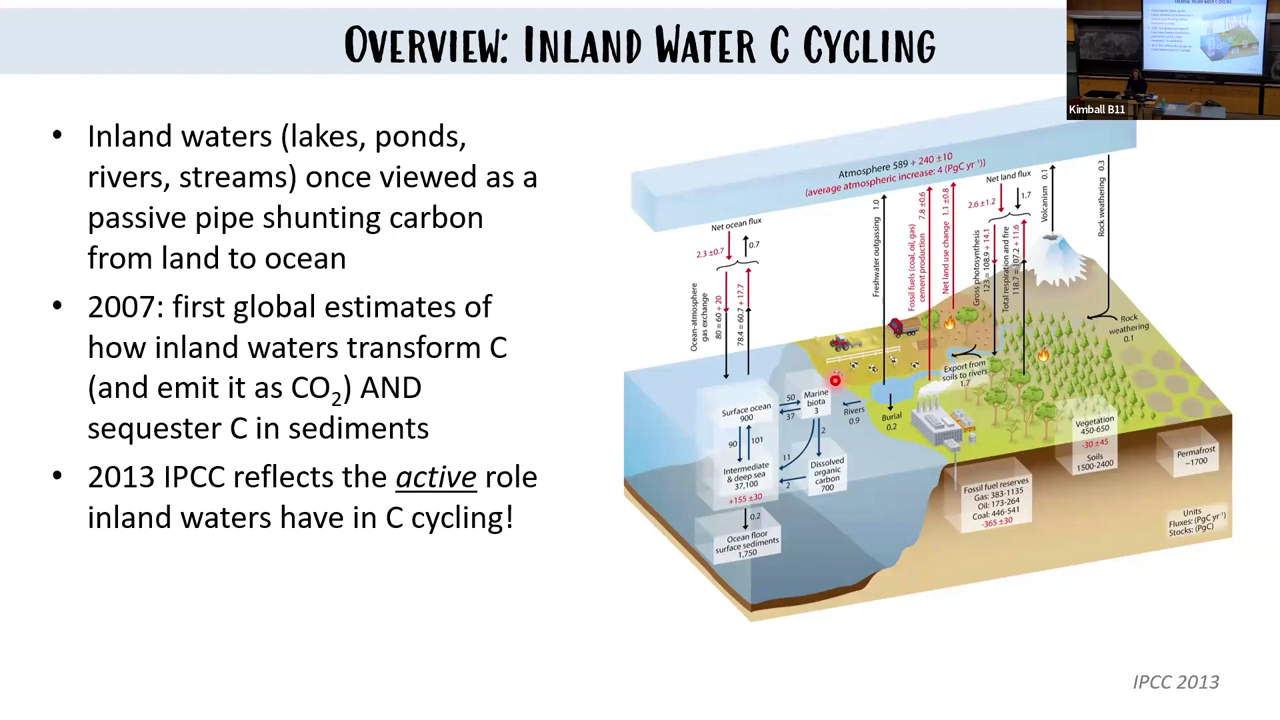 OVERVIEW: INLAND WATER C CYCLING
Kimball B11
• Inland waters (lakes, ponds,
rivers, streams) once viewed as a
passive pipe shunting carbon
from land to ocean
• 2007: first global estimates of
how inland waters transform C
(and emit it as CO2) AND
sequester C in sediments
• 2013 IPCC reflects the active role
inland waters have in C cycling!
Atmosphere 589 + 240 ±10
(average atmospheric increase: 4 (PgC yr⁻¹))
Net ocean flux
2.3 ±0.7
0.7
Ocean-atmosphere
gas exchange
80 = 60 + 20
78.4 = 60.7 + 17.7
Freshwater outgassing 1.0
Fossil fuels (coal, oil, gas)
cement production 7.8 ±0.6
Net land use change 1.1 ±0.8
Net land flux
2.6 ±1.2
1.7
Gross photosynthesis
123 = 108.9 + 14.1
Total respiration and fire
118.7 = 107.2 + 11.6
Volcanism 0.1
Rock weathering 0.3
Rock
weathering
0.1
Export from
soils to rivers
1.7
Surface ocean
900
50
37
Marine
biota
3
Rivers
0.9
Burial
0.2
90
101
11
2
2
Intermediate
& deep sea
37,100
+155 ±30
Dissolved
organic
carbon
700
0.2
Ocean floor
surface sediments
1,750
Fossil fuel reserves
Gas: 383-1135
Oil: 173-264
Coal: 446-541
-365 ±30
Vegetation
450-650
-30 ±45
Soils
1500-2400
Permafrost
~1700
Units
Fluxes: (PgC yr⁻¹)
Stocks: (PgC)
IPCC 2013